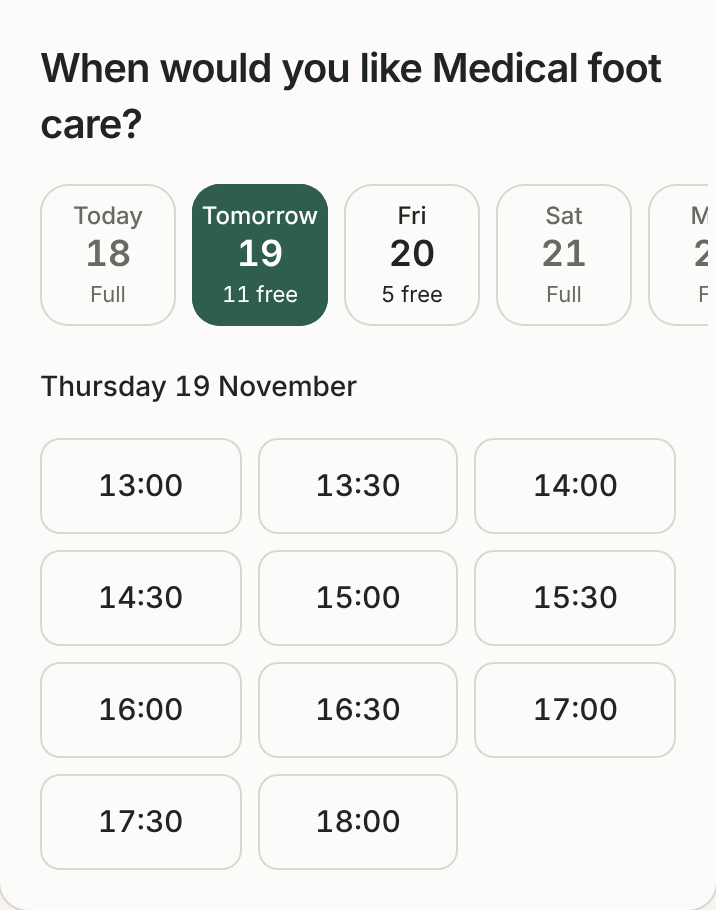 When would you like Medical foot
care?
Today Tomorrow Fri Sat
18 19 20 21
Full 11 free 5 free Full
Thursday 19 November
13:00 13:30 14:00
14:30 15:00 15:30
16:00 16:30 17:00
17:30 18:00